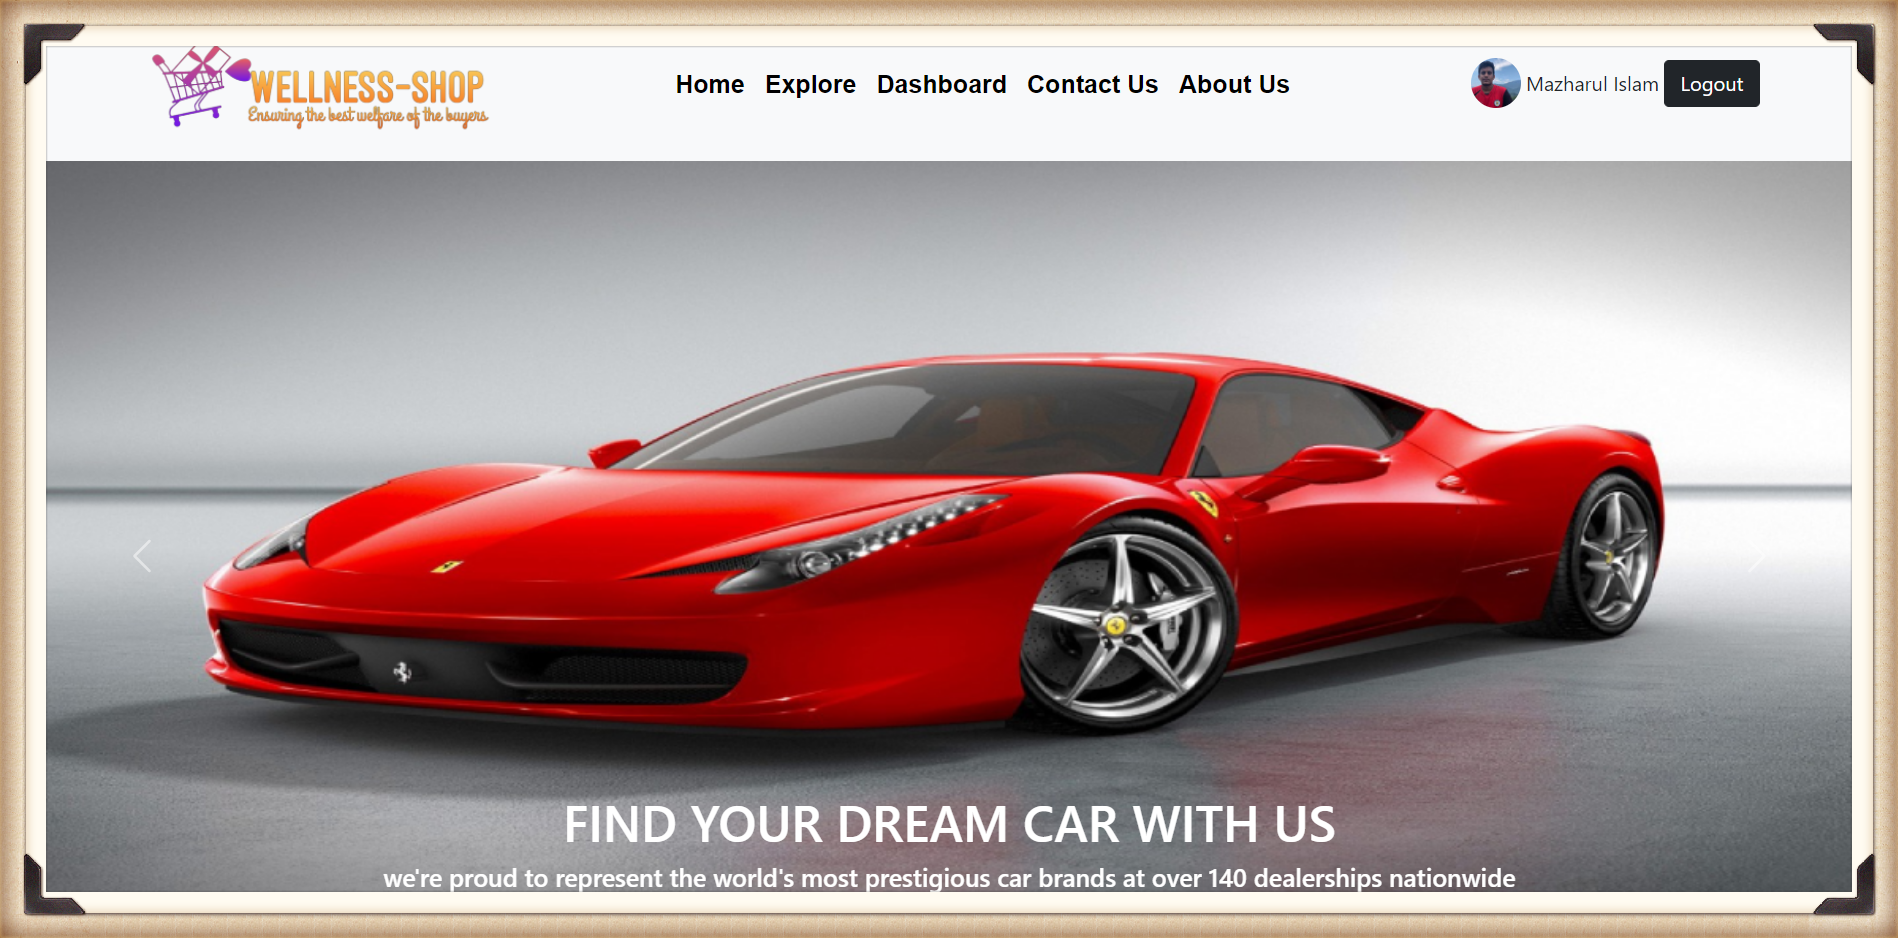 WELLNESS-SHOP
Ensuring the best welfare of the buyers
Home Explore Dashboard Contact Us About Us
Mazharul Islam Logout
FIND YOUR DREAM CAR WITH US
we're proud to represent the world's most prestigious car brands at over 140 dealerships nationwide